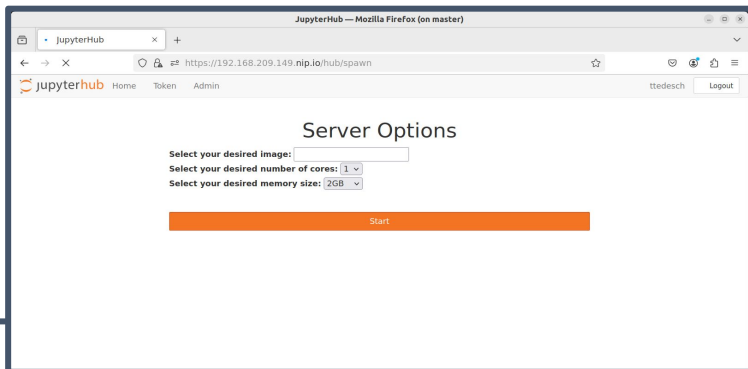 JupyterHub — Mozilla Firefox (on master)
JupyterHub
https://192.168.209.149.nip.io/hub/spawn
jupyterhub Home Token Admin ttedesch Logout
Server Options
Select your desired image:
Select your desired number of cores: 1
Select your desired memory size: 2GB
Start